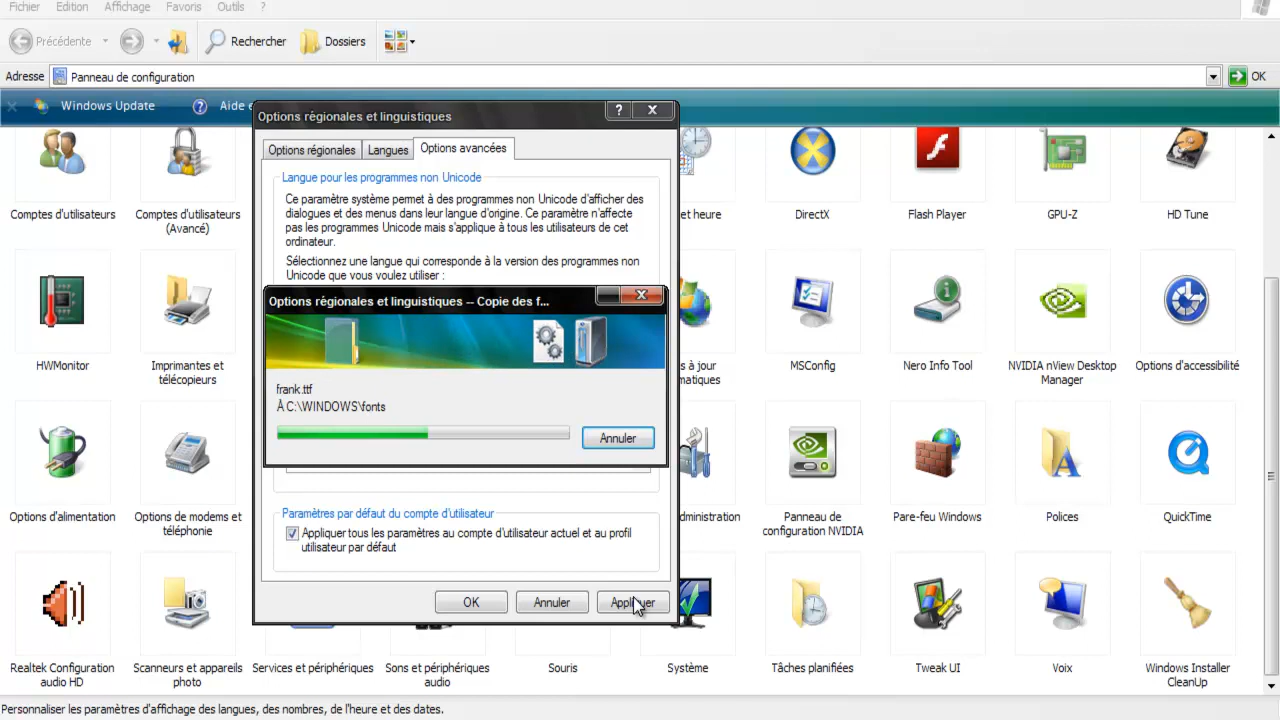 Fichier Edition Affichage Favoris Outils ?
Précédente Rechercher Dossiers
Adresse Panneau de configuration OK
Windows Update ? Aide e
Options régionales et linguistiques ?
Options régionales Langues Options avancées
Langue pour les programmes non Unicode
Ce paramètre système permet à des programmes non Unicode d'afficher des
dialogues et des menus dans leur langue d'origine. Ce paramètre n'affecte
pas les programmes Unicode mais s'applique à tous les utilisateurs de cet
ordinateur.
Sélectionnez une langue qui corresponde à la version des programmes non
Unicode que vous voulez utiliser :
Options régionales et linguistiques -- Copie des f...
frank.ttf
À C:\WINDOWS\fonts
Annuler
Paramètres par défaut du compte d'utilisateur
Appliquer tous les paramètres au compte d'utilisateur actuel et au profil
utilisateur par défaut
OK Annuler Appliquer
Comptes d'utilisateurs
Comptes d'utilisateurs
(Avancé)
et heure
DirectX
Flash Player
GPU-Z
HD Tune
HWMonitor
Imprimantes et
télécopieurs
s à jour
matiques
MSConfig
Nero Info Tool
NVIDIA nView Desktop
Manager
Options d'accessibilité
Options d'alimentation
Options de modems et
téléphonie
dministration
Panneau de
configuration NVIDIA
Pare-feu Windows
Polices
QuickTime
Realtek Configuration
audio HD
Scanneurs et appareils
photo
Services et périphériques
Sons et périphériques
audio
Souris
Système
Tâches planifiées
Tweak UI
Voix
Windows Installer
CleanUp
Personnaliser les paramètres d'affichage des langues, des nombres, de l'heure et des dates.